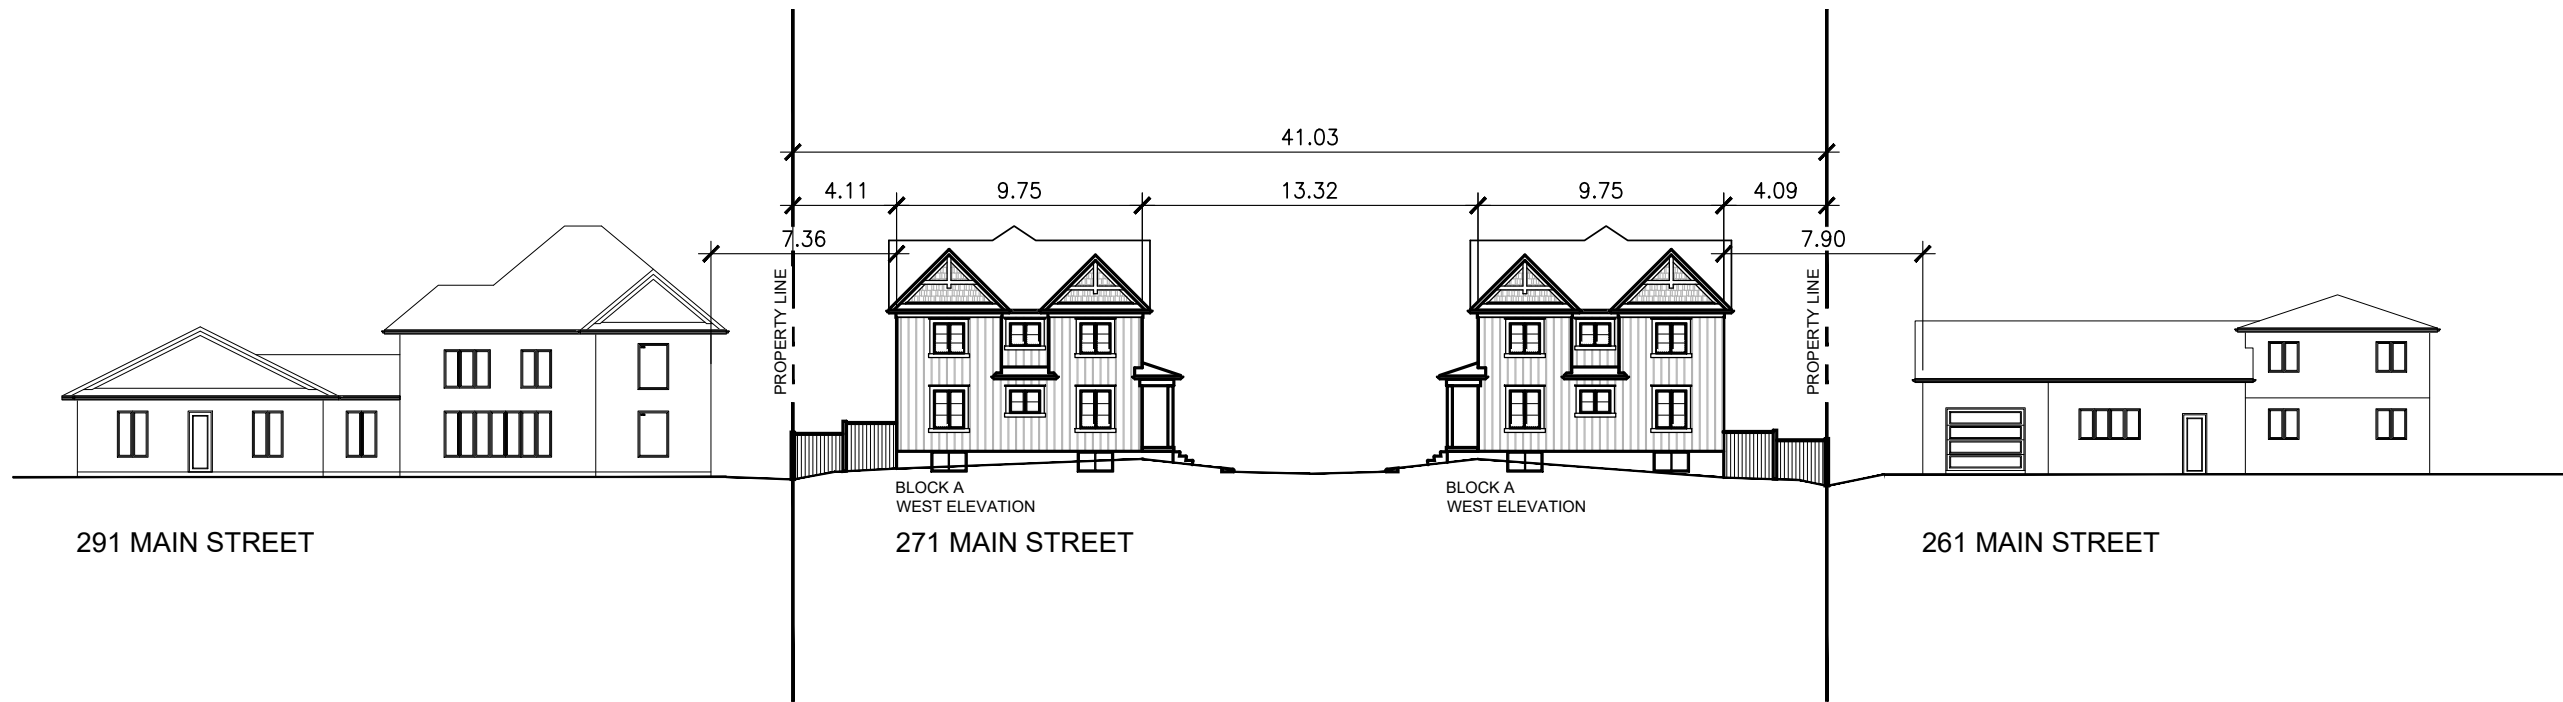 41.03
4.11
9.75
13.32
9.75
4.09
7.36
7.90
PROPERTY LINE
PROPERTY LINE
BLOCK A
WEST ELEVATION
BLOCK A
WEST ELEVATION
291 MAIN STREET
271 MAIN STREET
261 MAIN STREET